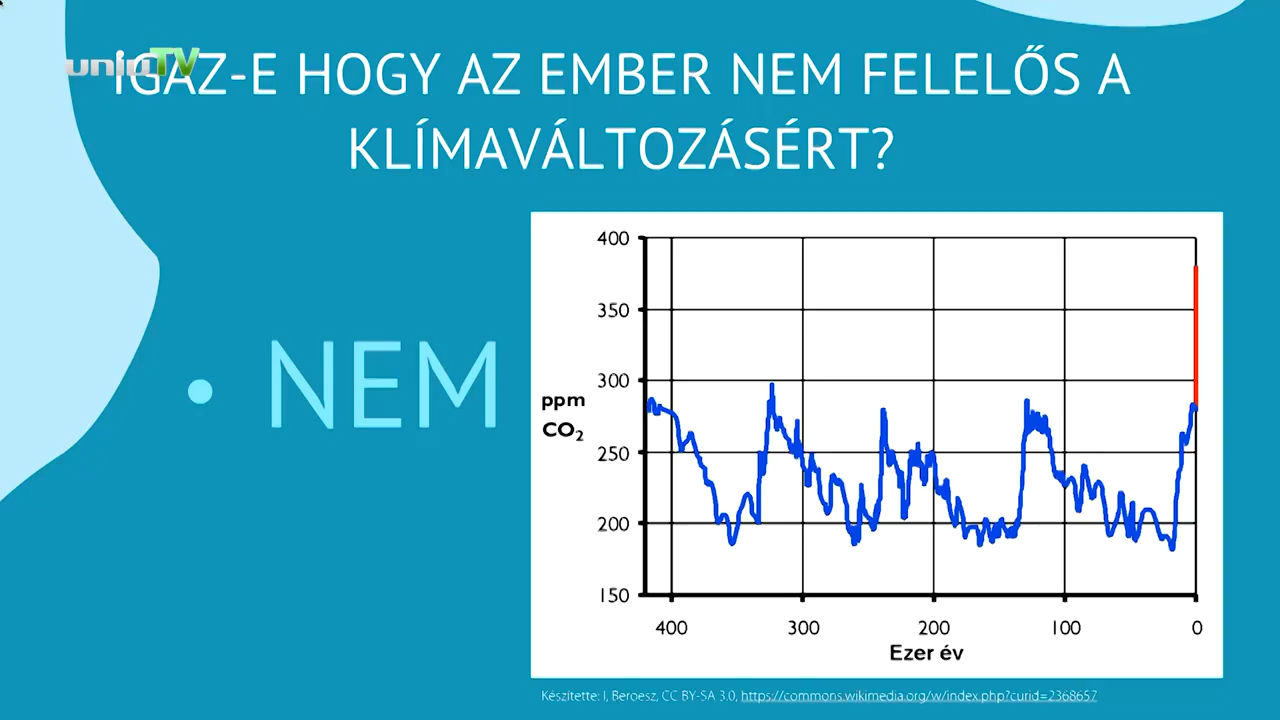 uniqTV
IGAZ-E HOGY AZ EMBER NEM FELELŐS A
KLÍMAVÁLTOZÁSÉRT?
• NEM
400
350
300
ppm
CO₂
250
200
150
400 300 200 100 0
Ezer év
Készítette: I, Beroesz, CC BY-SA 3.0, https://commons.wikimedia.org/w/index.php?curid=2368657